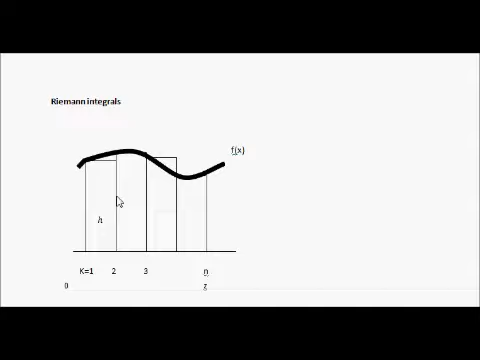 Riemann integrals
f(x)
h
K=1 2 3 n
0 z